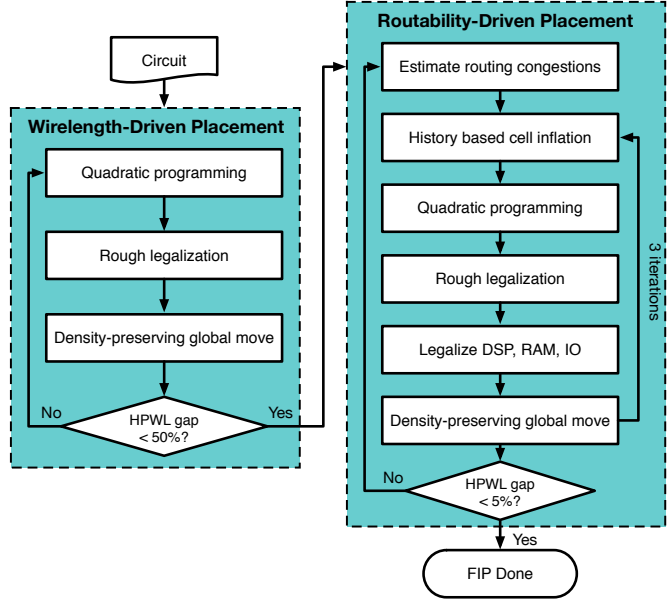 Circuit
Wirelength-Driven Placement
Quadratic programming
Rough legalization
Density-preserving global move
HPWL gap
< 50%?
No
Yes
Routability-Driven Placement
Estimate routing congestions
History based cell inflation
Quadratic programming
Rough legalization
Legalize DSP, RAM, IO
Density-preserving global move
3 iterations
HPWL gap
< 5%?
No
Yes
FIP Done